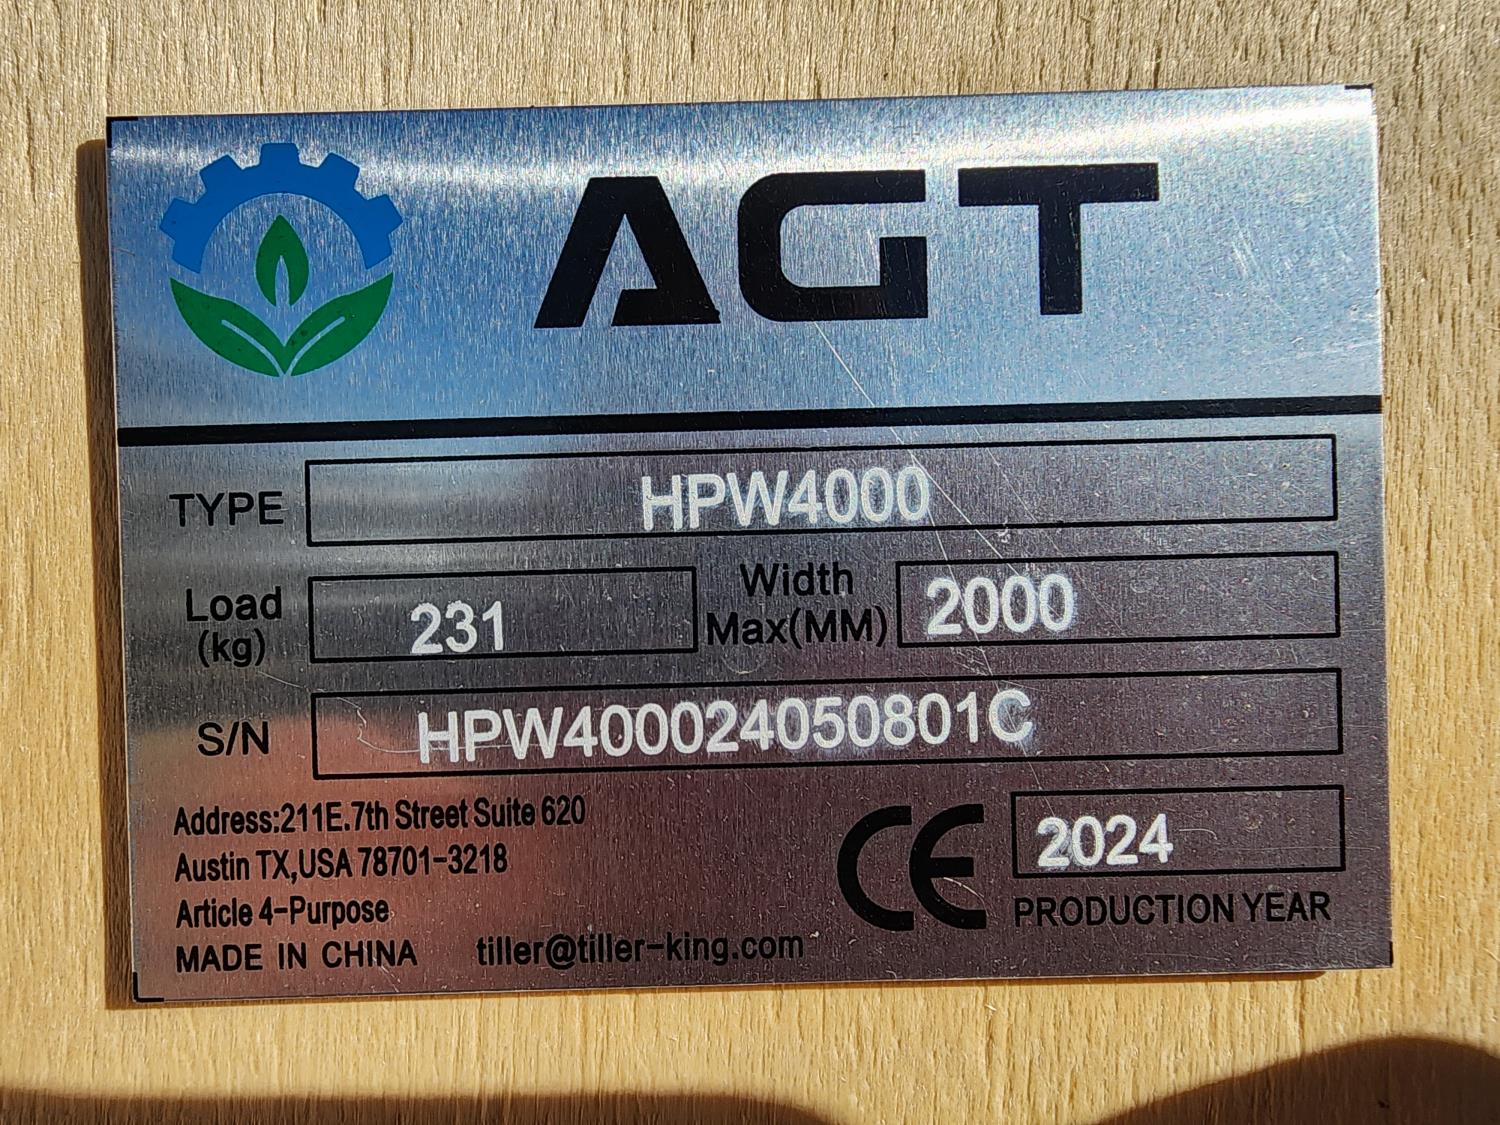 AGT
TYPE HPW4000
Load (kg) 231 Width Max(MM) 2000
S/N HPW400024050801C
Address:211E.7th Street Suite 620
Austin TX,USA 78701-3218
Article 4-Purpose
MADE IN CHINA tiller@tiller-king.com
CE 2024
PRODUCTION YEAR